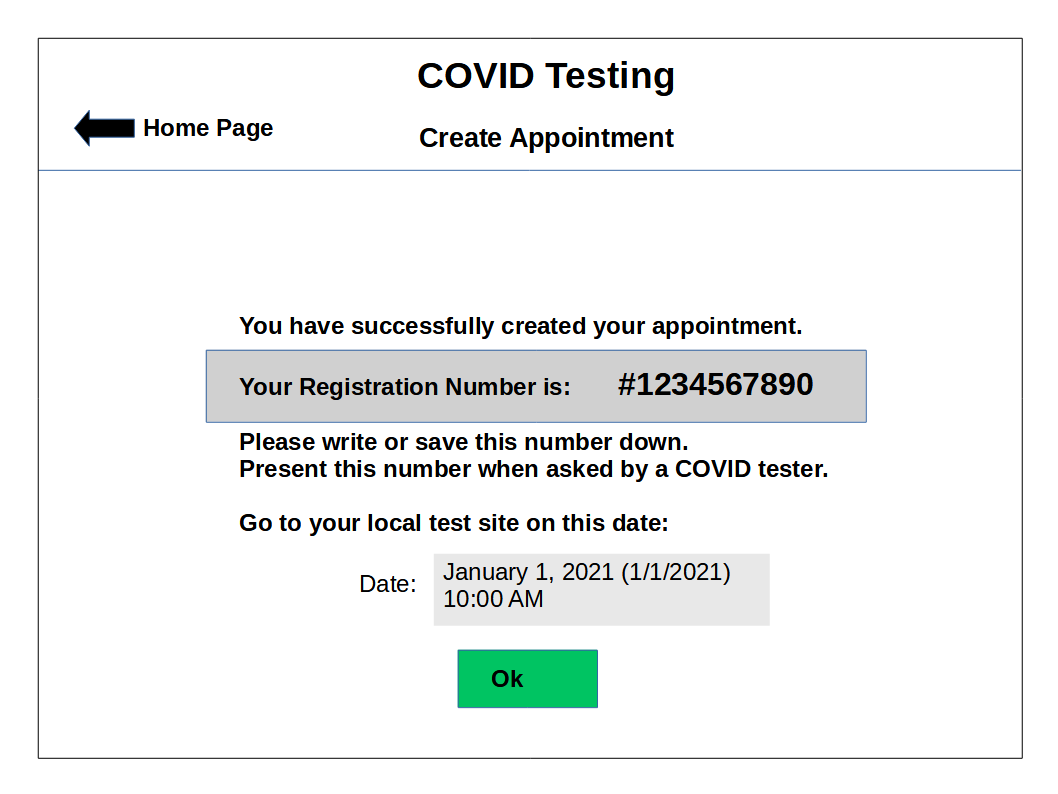 COVID Testing
Home Page
Create Appointment
You have successfully created your appointment.
Your Registration Number is: #1234567890
Please write or save this number down.
Present this number when asked by a COVID tester.
Go to your local test site on this date:
Date:
January 1, 2021 (1/1/2021)
10:00 AM
Ok